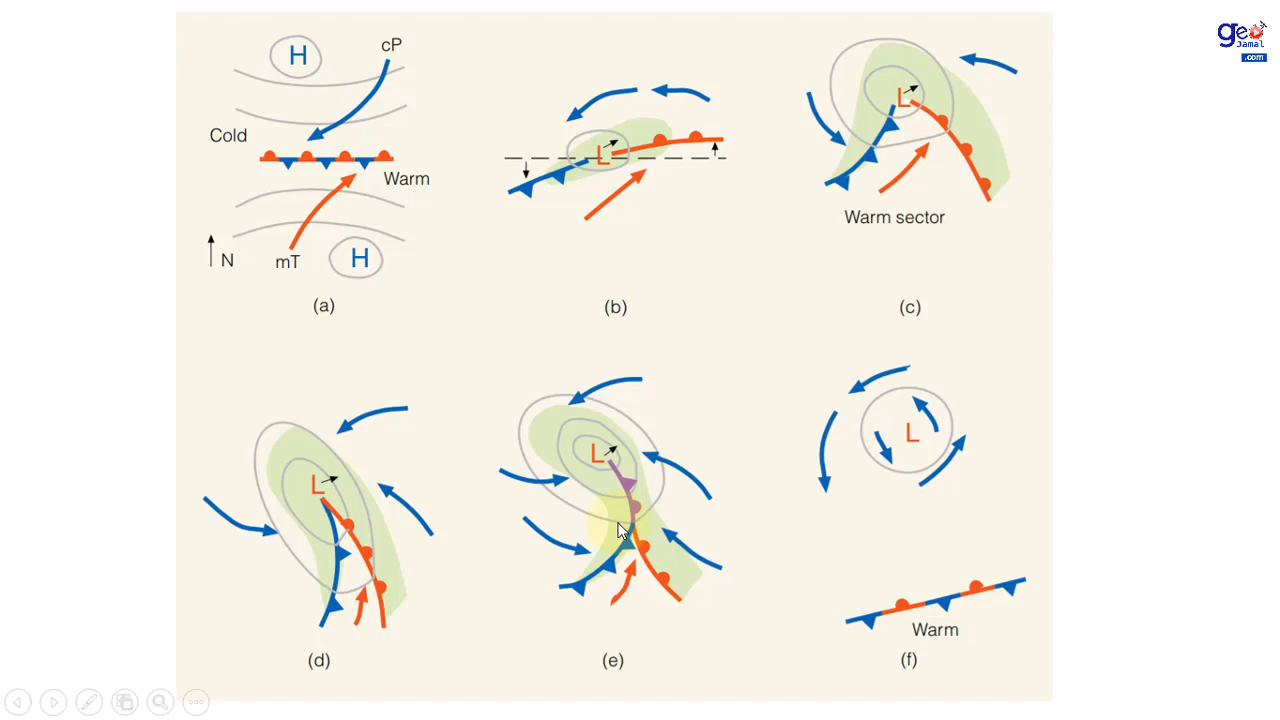 geo
Jamal
.com
H
cP
Cold
Warm
N
mT
H
(a)
L
(b)
L
Warm sector
(c)
L
(d)
L
(e)
L
Warm
(f)